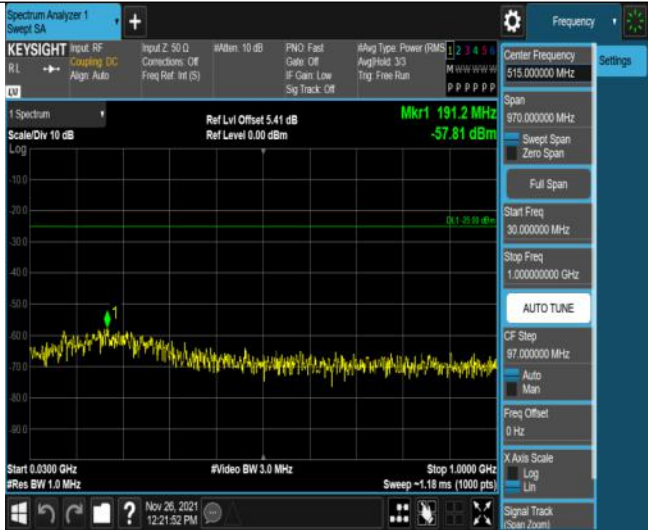 Spectrum Analyzer 1
Swept SA
+
Frequency
KEYSIGHT
RL
LV
Input: RF
Coupling: DC
Align: Auto
Input Z: 50 Ω
Corrections: Off
Freq Ref: Int (S)
#Atten: 10 dB
PNO: Fast
Gate: Off
IF Gain: Low
Sig Track: Off
#Avg Type: Power (RMS
Avg|Hold: 3/3
Trig: Free Run
1 2 3 4 5 6
M W W W W W
P P P P P P
1 Spectrum
Scale/Div 10 dB
Ref Lvl Offset 5.41 dB
Ref Level 0.00 dBm
Mkr1 191.2 MHz
-57.81 dBm
Log
-10.0
-20.0
DL1 -25.00 dBm
-30.0
-40.0
-50.0
1
-60.0
-70.0
-80.0
-90.0
Start 0.0300 GHz
#Res BW 1.0 MHz
#Video BW 3.0 MHz
Stop 1.0000 GHz
Sweep ~1.18 ms (1000 pts)
Center Frequency
515.000000 MHz
Settings
Span
970.000000 MHz
Swept Span
Zero Span
Full Span
Start Freq
30.000000 MHz
Stop Freq
1.000000000 GHz
AUTO TUNE
CF Step
97.000000 MHz
Auto
Man
Freq Offset
0 Hz
X Axis Scale
Log
Lin
Signal Track
(Span Zoom)
?
Nov 26, 2021
12:21:52 PM